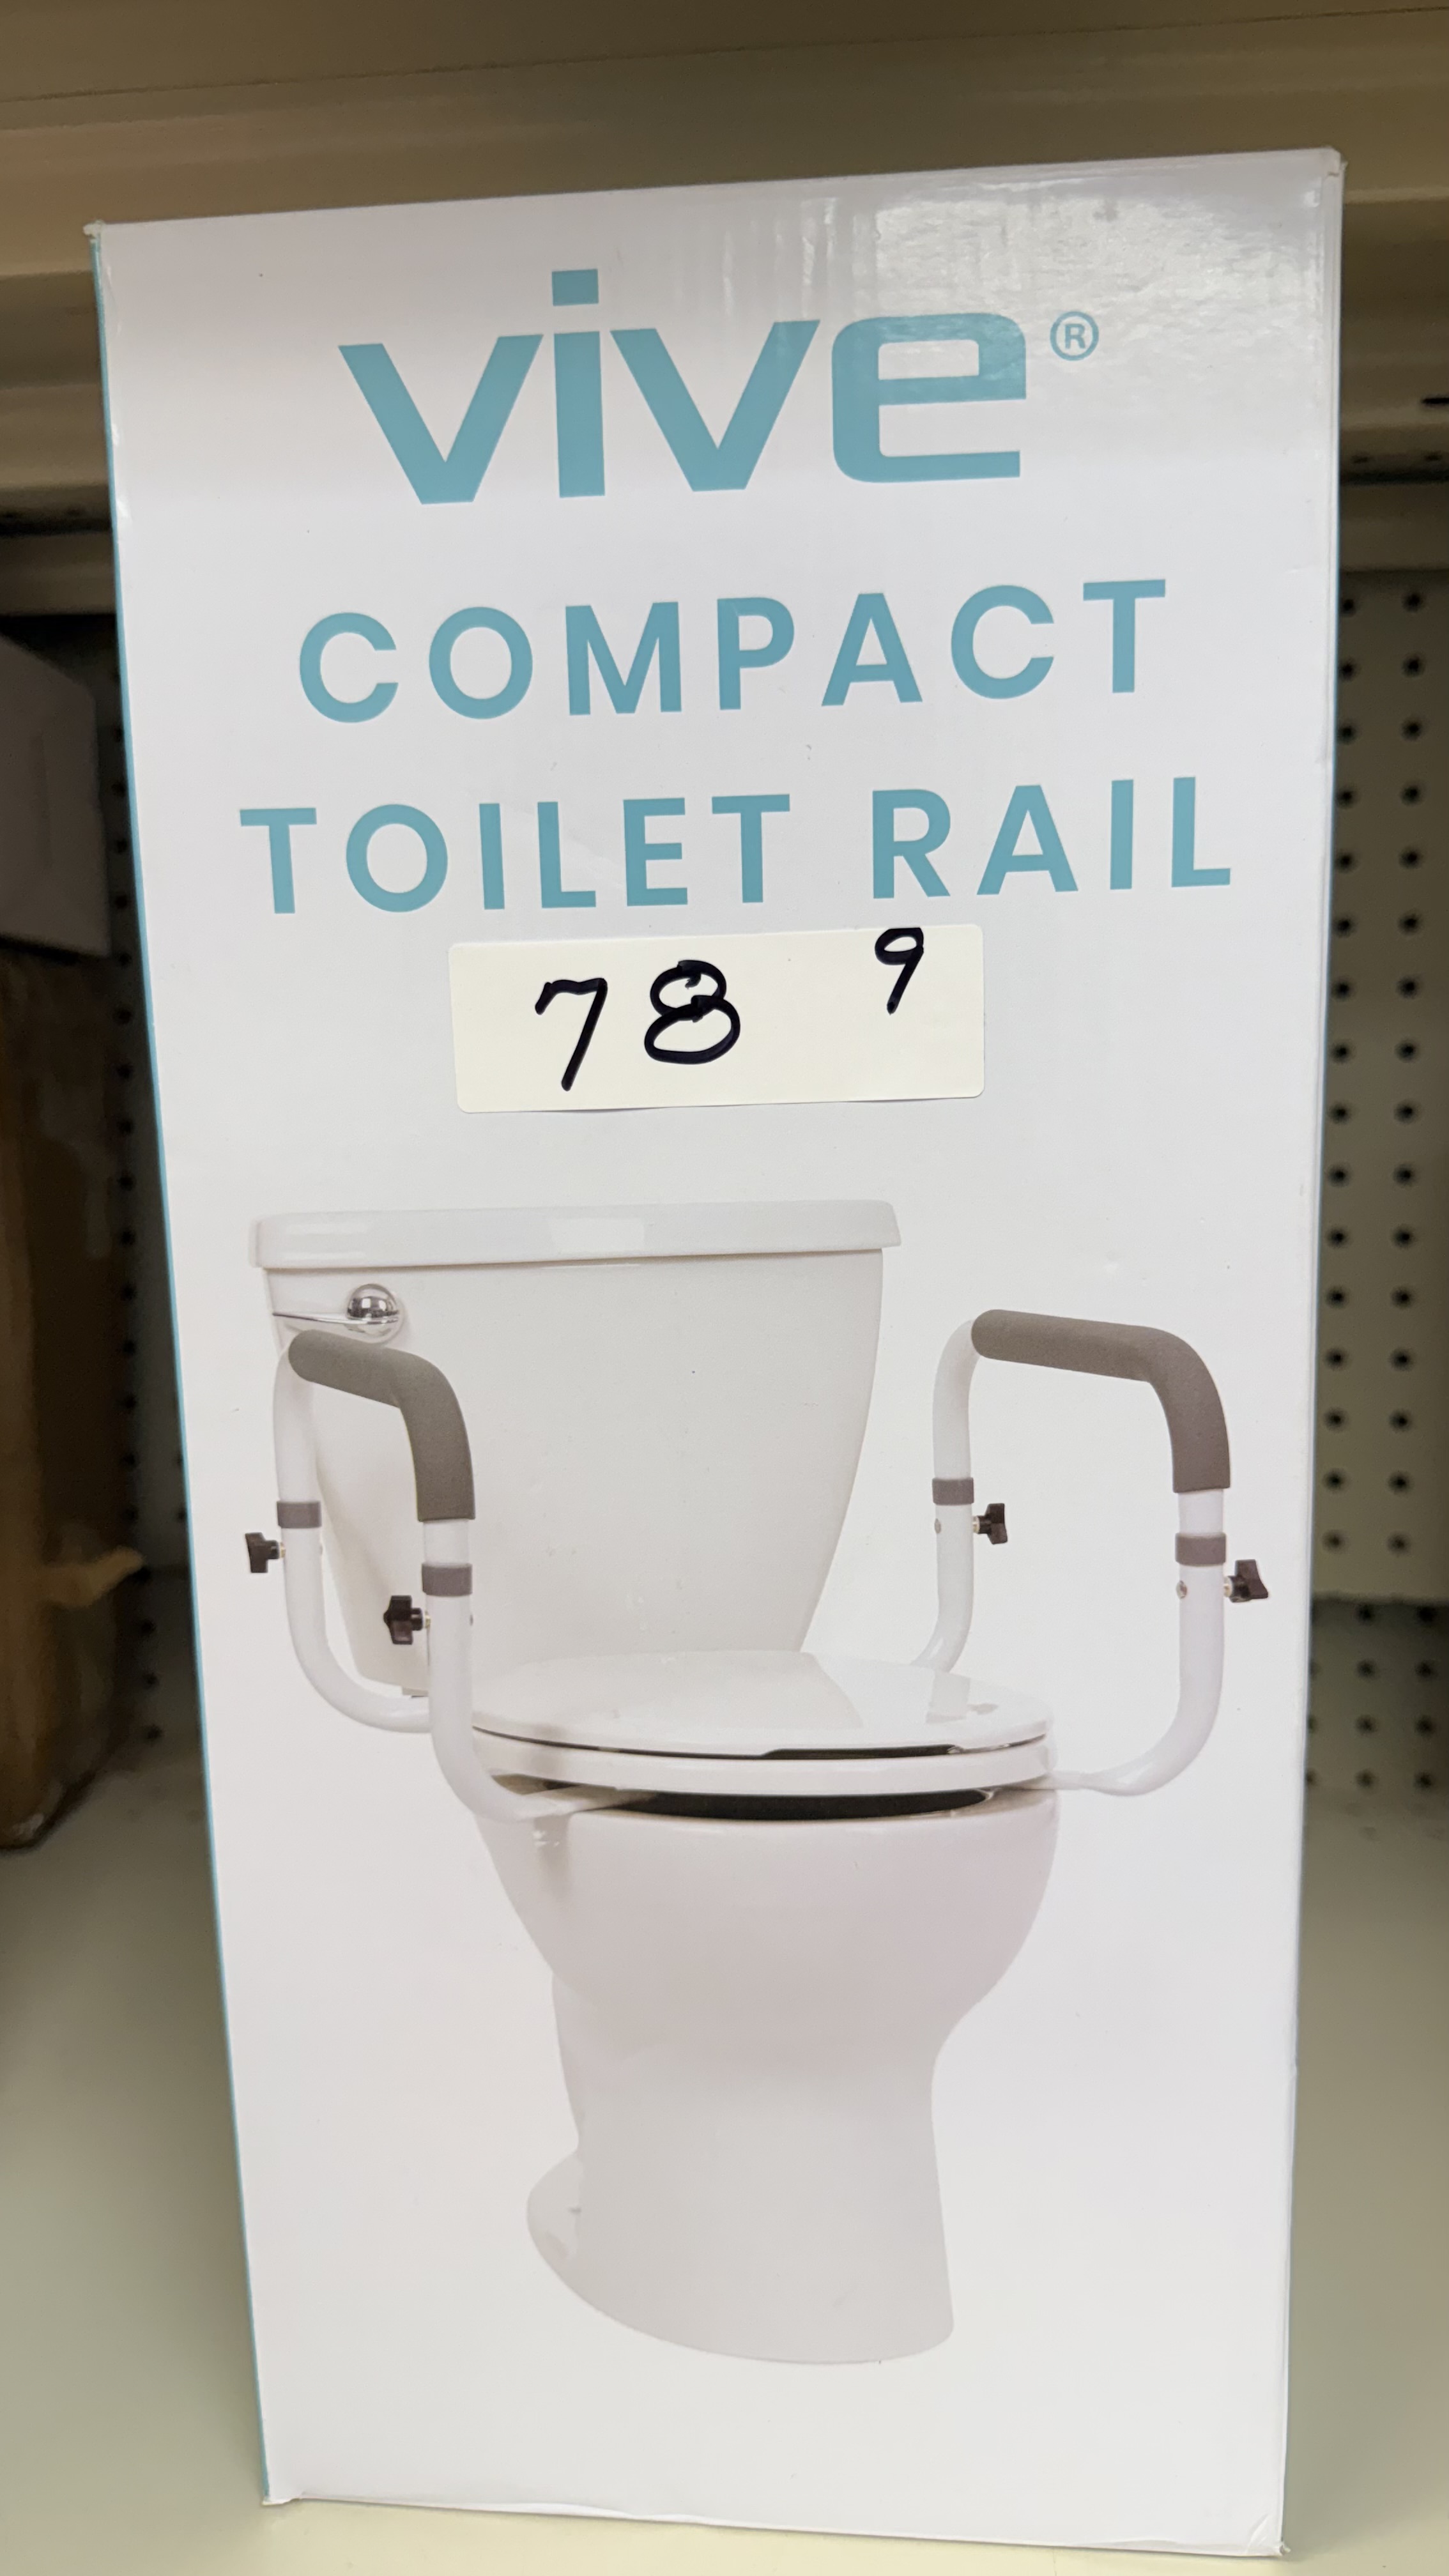 vive®
COMPACT
TOILET RAIL
78 9